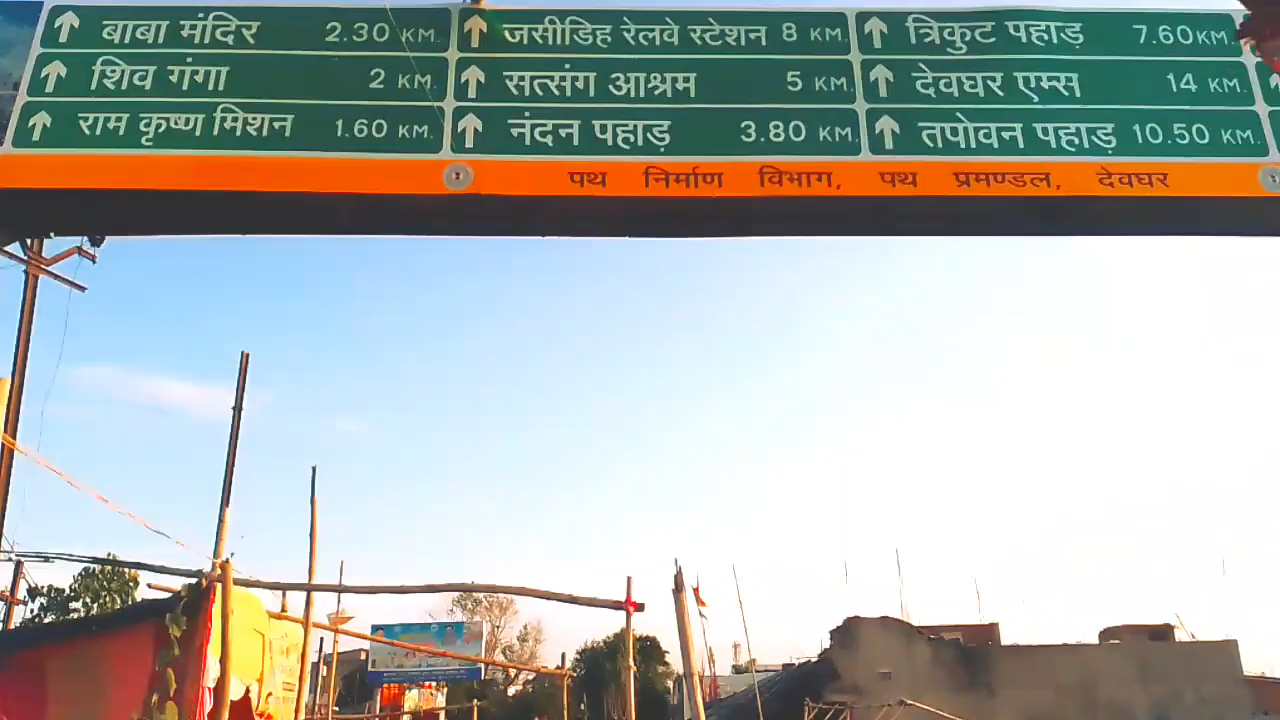 बाबा मंदिर 2.30 KM.
शिव गंगा 2 KM.
राम कृष्ण मिशन 1.60 KM.
जसीडिह रेलवे स्टेशन 8 KM.
सत्संग आश्रम 5 KM.
नंदन पहाड़ 3.80 KM.
त्रिकुट पहाड़ 7.60 KM.
देवघर एम्स 14 KM.
तपोवन पहाड़ 10.50 KM.
पथ निर्माण विभाग, पथ प्रमण्डल, देवघर